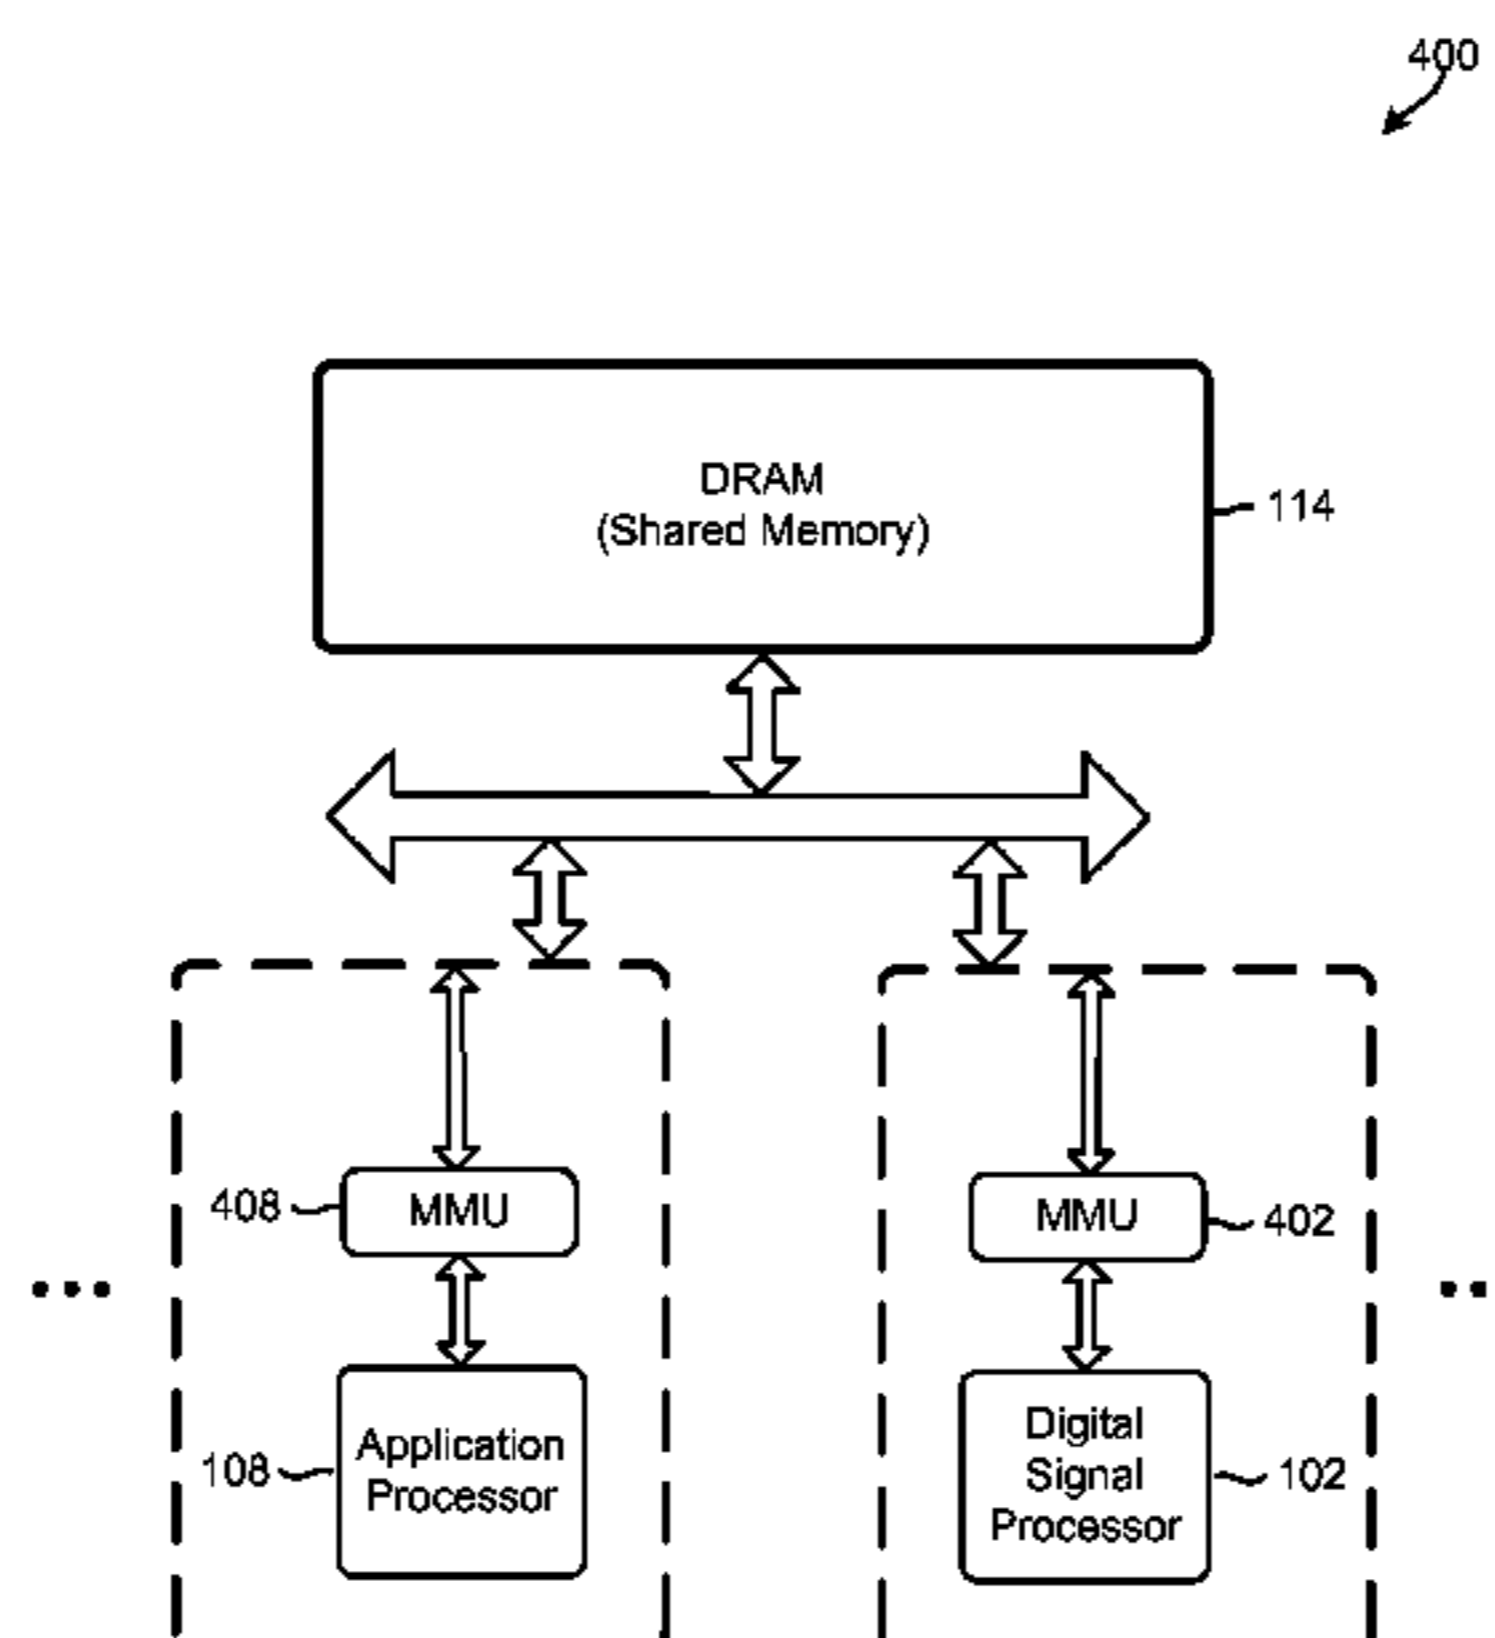 400
DRAM
(Shared Memory)
114
408
MMU
MMU
402
...
..
108
Application
Processor
Digital
Signal
Processor
102